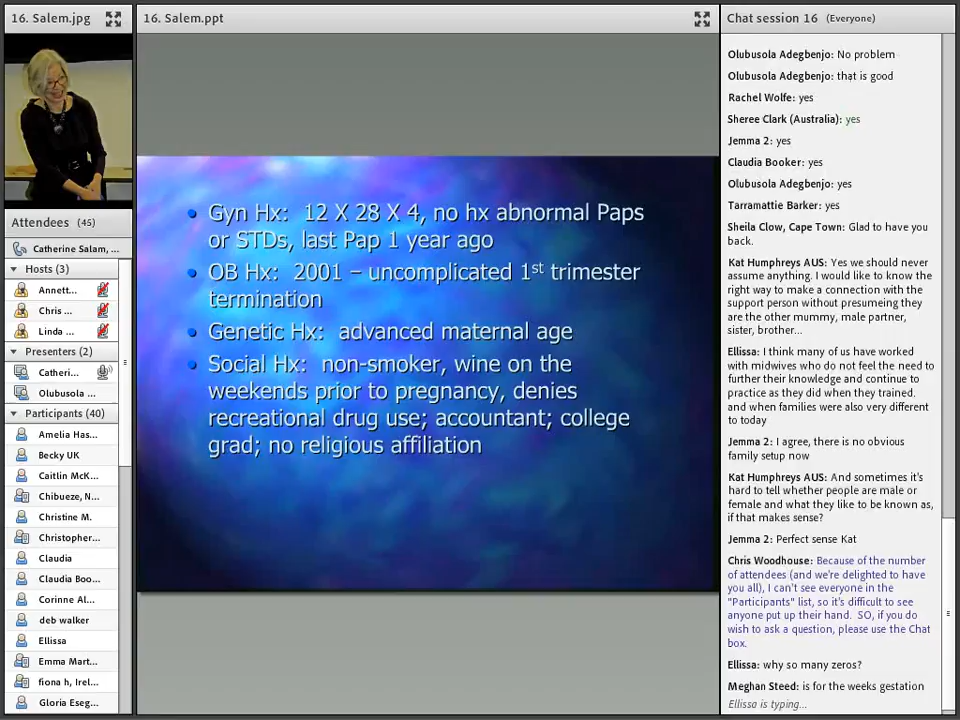 16. Salem.jpg
Attendees (45)
Catherine Salam, ...
Hosts (3)
Annett...
Chris ...
Linda ...
Presenters (2)
Catheri...
Olubusola ...
Participants (40)
Amelia Has...
Becky UK
Caitlin McK...
Chibueze, N...
Christine M.
Christopher...
Claudia
Claudia Boo...
Corinne Al...
deb walker
Ellissa
Emma Mart...
fiona h, Irel...
Gloria Eseg...
16. Salem.ppt
• Gyn Hx: 12 X 28 X 4, no hx abnormal Paps
or STDs, last Pap 1 year ago
• OB Hx: 2001 – uncomplicated 1st trimester
termination
• Genetic Hx: advanced maternal age
• Social Hx: non-smoker, wine on the
weekends prior to pregnancy, denies
recreational drug use; accountant; college
grad; no religious affiliation
Chat session 16 (Everyone)
Olubusola Adegbenjo: No problem
Olubusola Adegbenjo: that is good
Rachel Wolfe: yes
Sheree Clark (Australia): yes
Jemma 2: yes
Claudia Booker: yes
Olubusola Adegbenjo: yes
Tarramattie Barker: yes
Sheila Clow, Cape Town: Glad to have you
back.
Kat Humphreys AUS: Yes we should never
assume anything. I would like to know the
right way to make a connection with the
support person without presumeing they
are the other mummy, male partner,
sister, brother...
Ellissa: I think many of us have worked
with midwives who do not feel the need to
further their knowledge and continue to
practice as they did when they trained.
and when families were also very different
to today
Jemma 2: I agree, there is no obvious
family setup now
Kat Humphreys AUS: And sometimes it's
hard to tell whether people are male or
female and what they like to be known as,
if that makes sense?
Jemma 2: Perfect sense Kat
Chris Woodhouse: Because of the number
of attendees (and we're delighted to have
you all), I can't see everyone in the
"Participants" list, so it's difficult to see
anyone put up their hand. SO, if you do
wish to ask a question, please use the Chat
box.
Ellissa: why so many zeros?
Meghan Steed: is for the weeks gestation
Ellissa is typing...